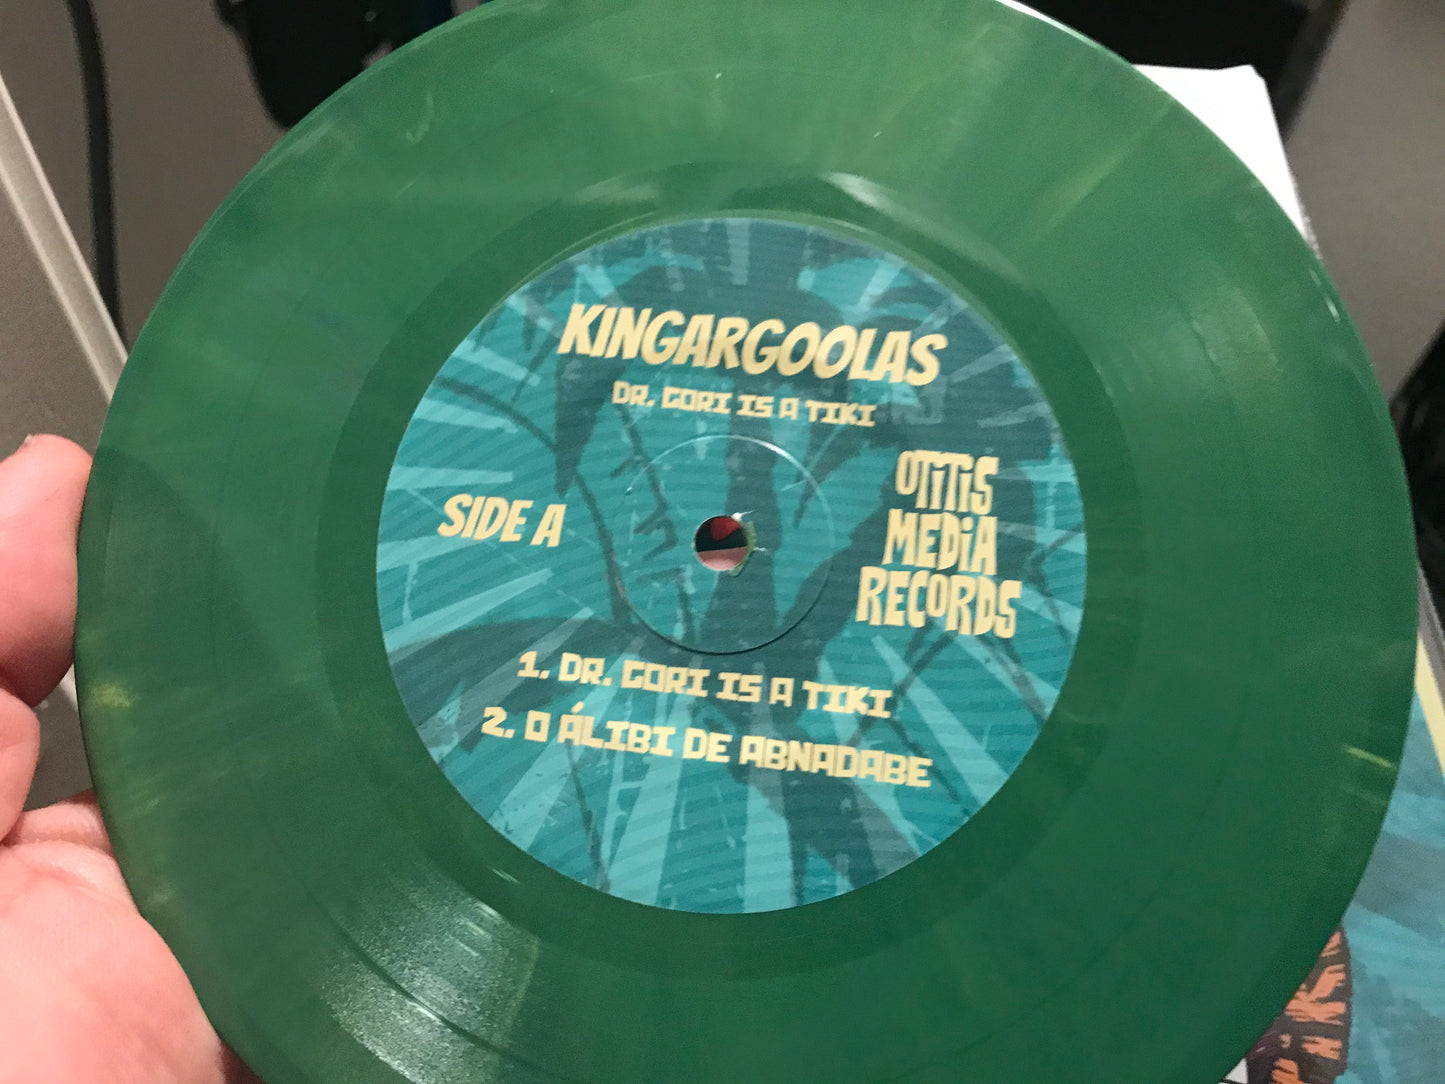 KINGARGOOLAS
DR. GORI IS A TIKI
SIDE A
OTITIS
MEDIA
RECORDS
1. DR. GORI IS A TIKI
2. O ÁLIBI DE ABNADABE